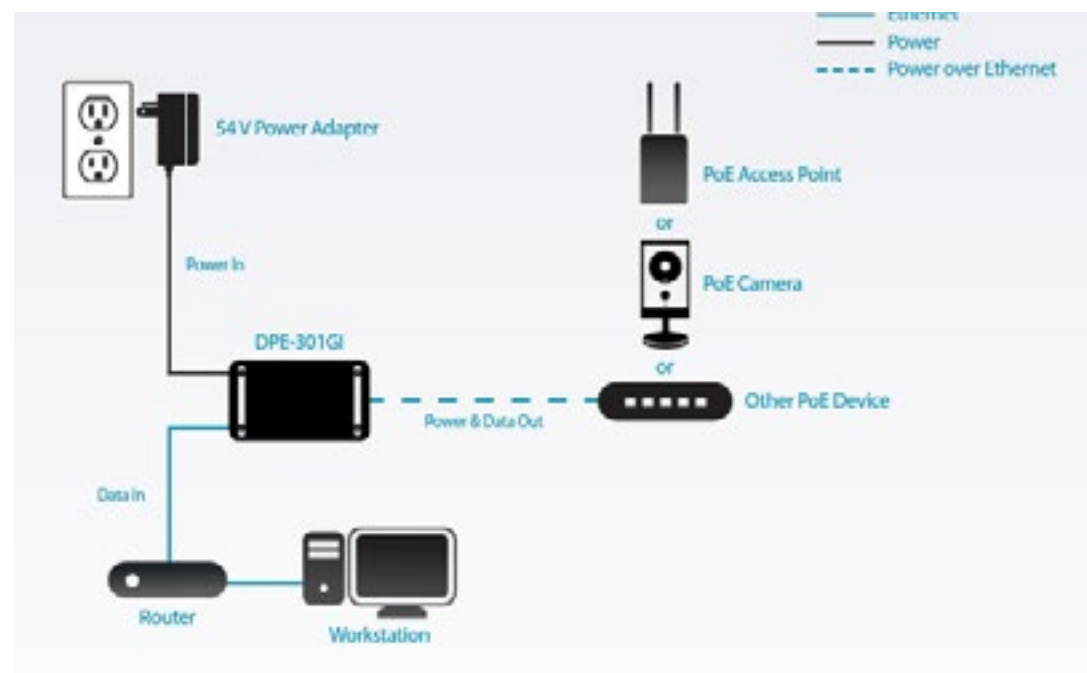 Ethernet
Power
Power over Ethernet
54 V Power Adapter
PoE Access Point
or
Power In
PoE Camera
DPE-301GI
or
Other PoE Device
Power & Data Out
Data In
Router
Workstation